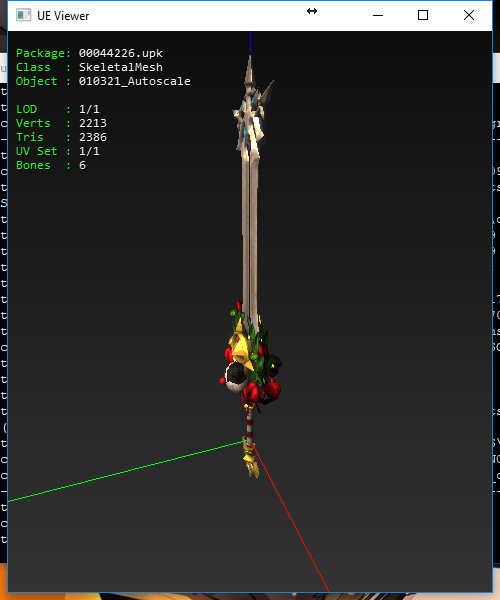 UE Viewer
Package: 00044226.upk
Class : SkeletalMesh
Object : 010321_Autoscale
LOD : 1/1
Verts : 2213
Tris : 2386
UV Set : 1/1
Bones : 6